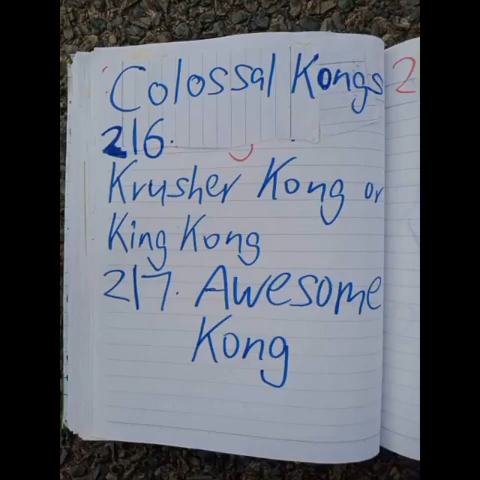 Colossal Kongs
216.
Krusher Kong or
King Kong
217. Awesome
Kong
2